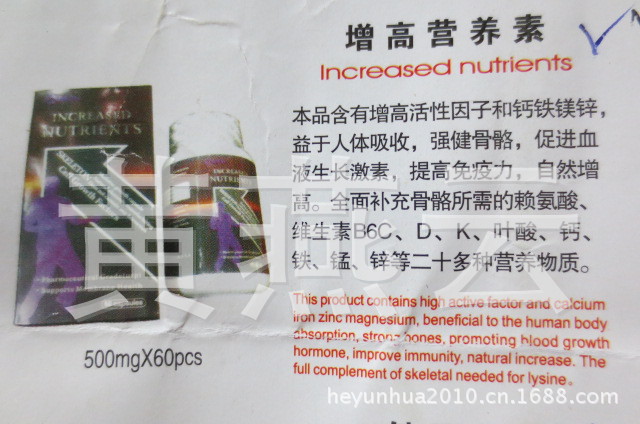 增高营养素
Increased nutrients
INCREASED
NUTRIENTS
本品含有增高活性因子和钙铁镁锌，
益于人体吸收，强健骨骼，促进血
液生长激素，提高免疫力，自然增
高。全面补充骨骼所需的赖氨酸、
维生素B6C、D、K、叶酸、钙、
铁、锰、锌等二十多种营养物质。
This product contains high active factor and calcium
iron zinc magnesium, beneficial to the human body
absorption, strong bones, promoting blood growth
hormone, improve immunity, natural increase. The
full complement of skeletal needed for lysine。
500mgX60pcs
黄燕云
heyunhua2010.cn.1688.com